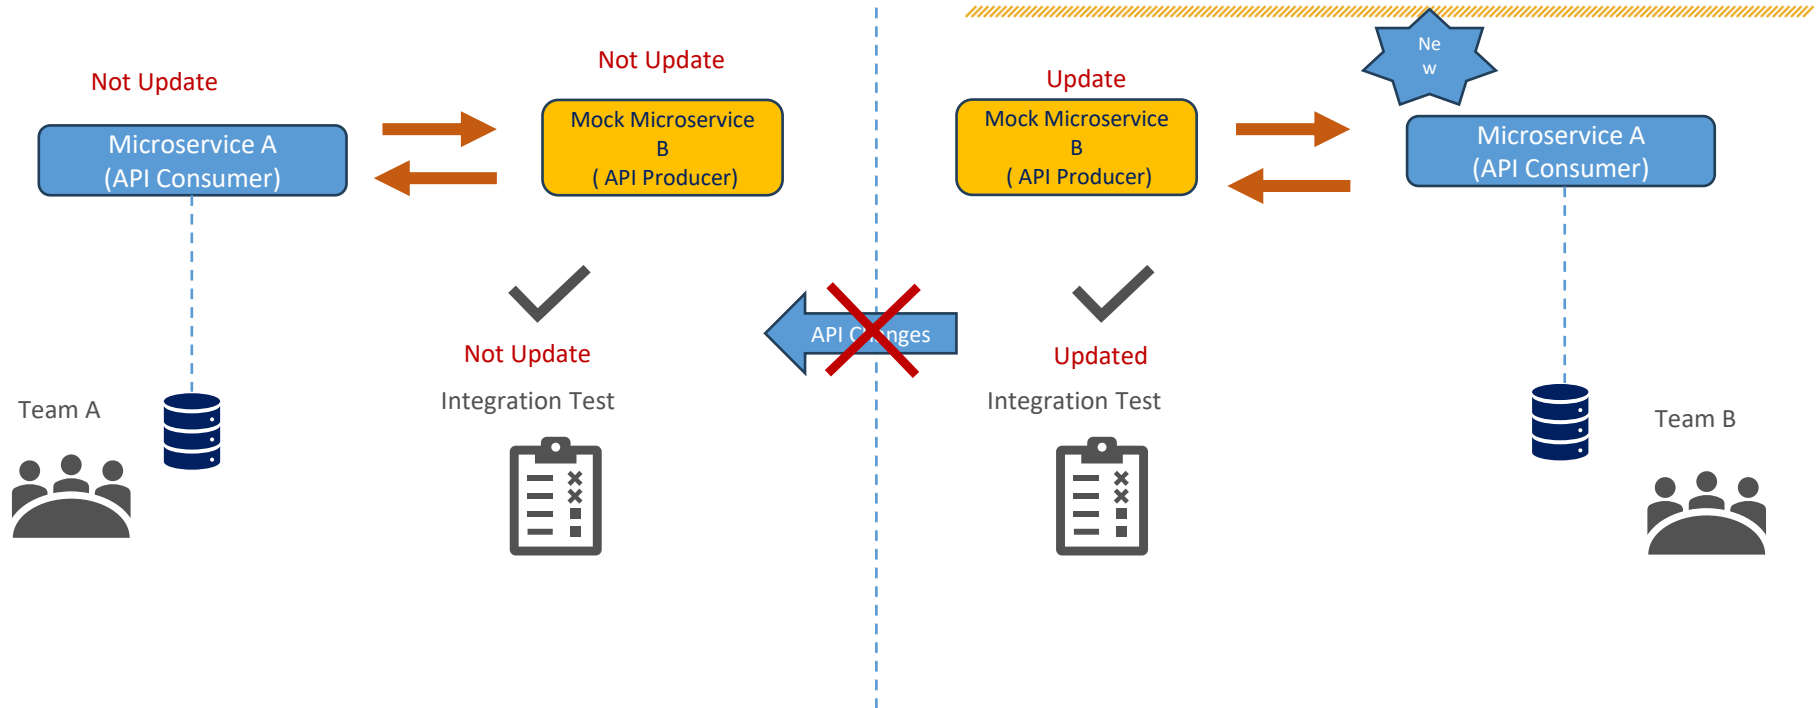 Not Update
Not Update
Microservice A
(API Consumer)
Mock Microservice
B
( API Producer)
Not Update
Integration Test
Team A
API Changes
Ne
w
Update
Mock Microservice
B
( API Producer)
Microservice A
(API Consumer)
Updated
Integration Test
Team B